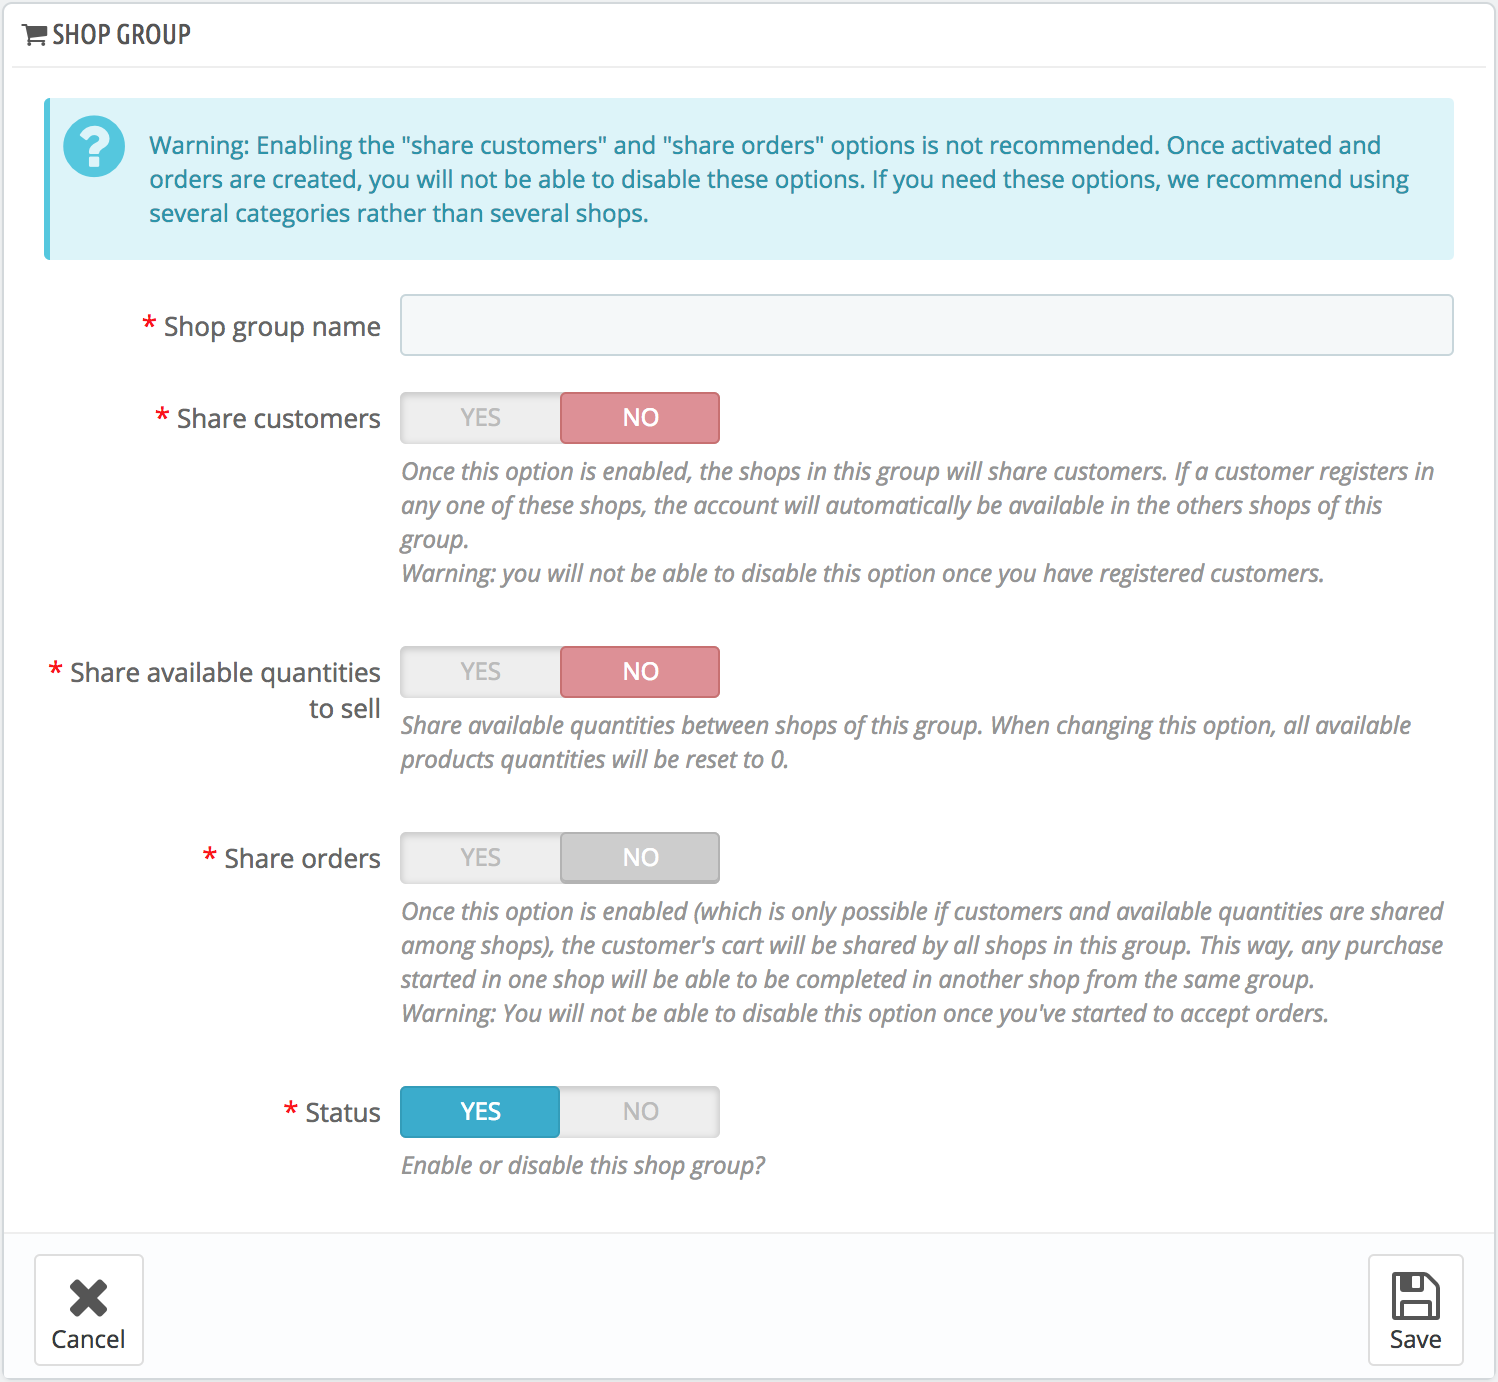 SHOP GROUP
Warning: Enabling the "share customers" and "share orders" options is not recommended. Once activated and
orders are created, you will not be able to disable these options. If you need these options, we recommend using
several categories rather than several shops.
* Shop group name
* Share customers
YES NO
Once this option is enabled, the shops in this group will share customers. If a customer registers in
any one of these shops, the account will automatically be available in the others shops of this
group.
Warning: you will not be able to disable this option once you have registered customers.
* Share available quantities
to sell
YES NO
Share available quantities between shops of this group. When changing this option, all available
products quantities will be reset to 0.
* Share orders
YES NO
Once this option is enabled (which is only possible if customers and available quantities are shared
among shops), the customer's cart will be shared by all shops in this group. This way, any purchase
started in one shop will be able to be completed in another shop from the same group.
Warning: You will not be able to disable this option once you've started to accept orders.
* Status
YES NO
Enable or disable this shop group?
Cancel
Save